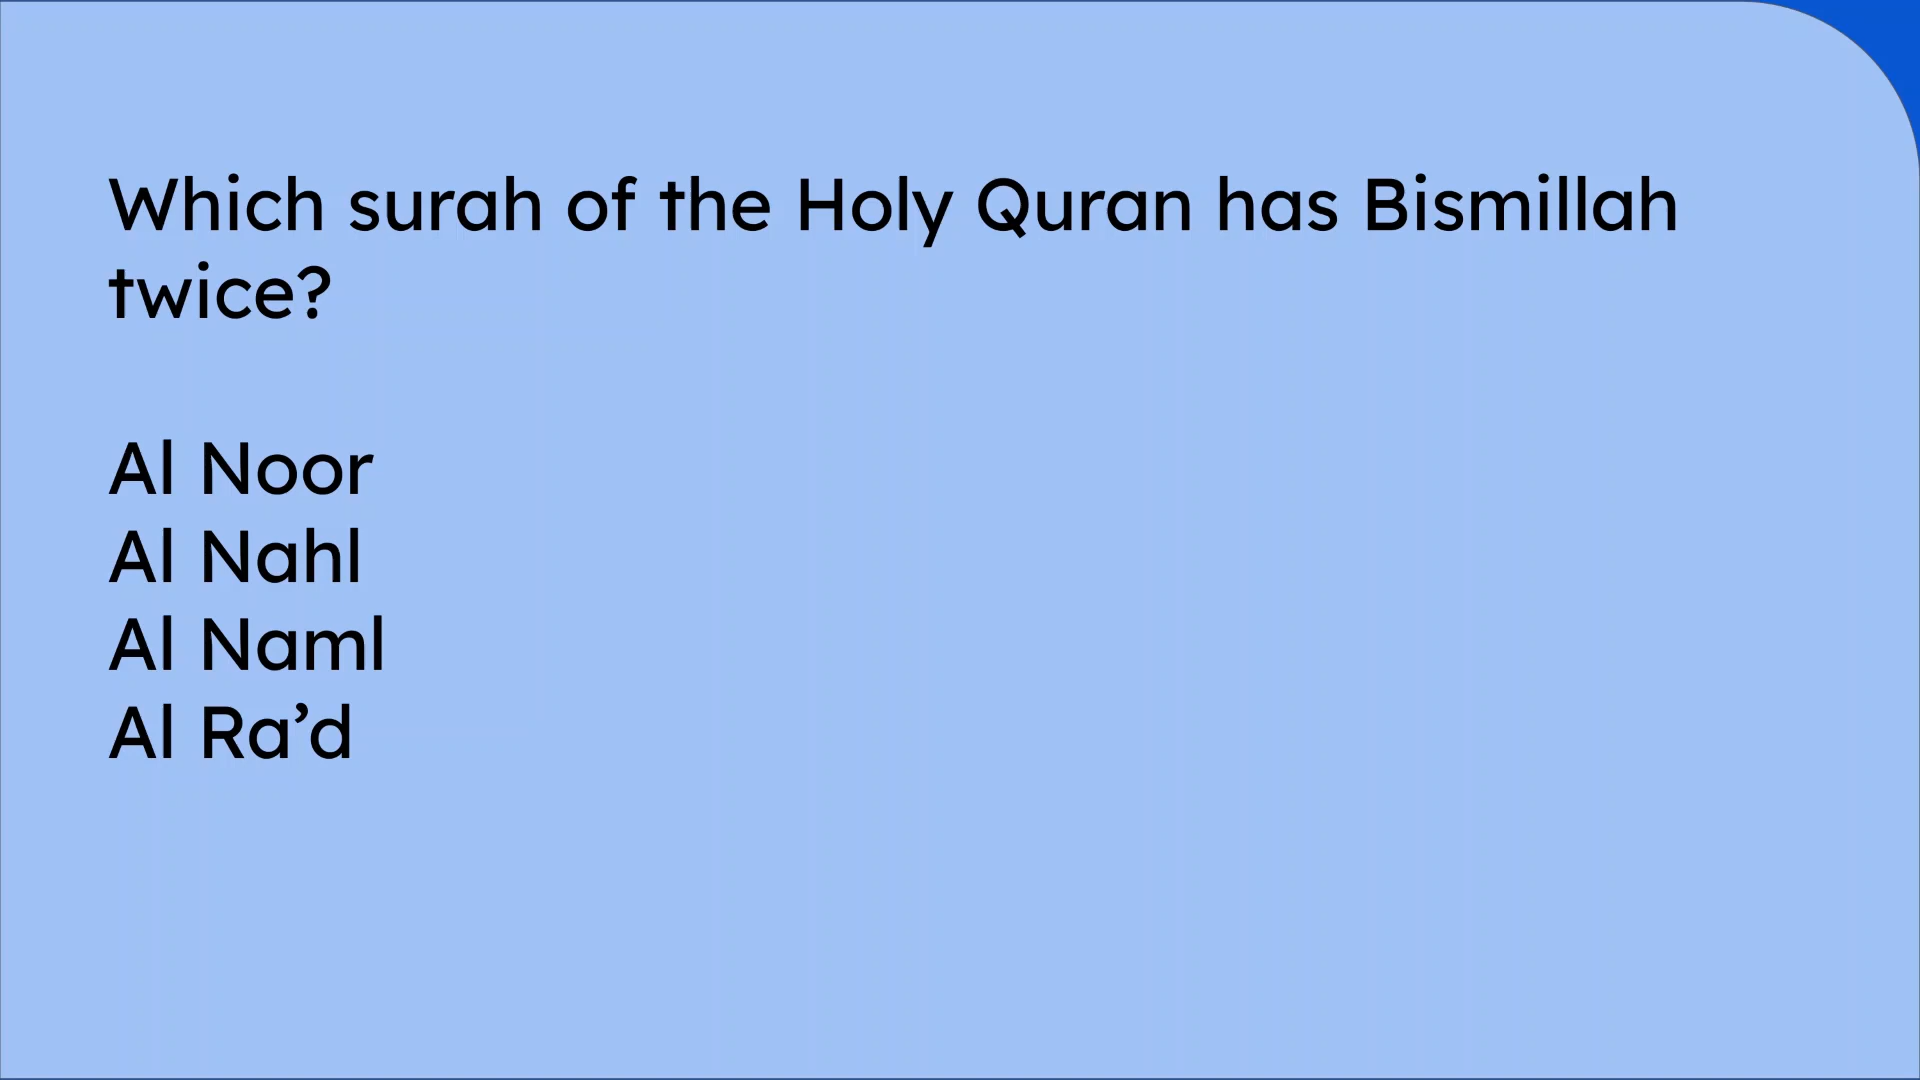 Which surah of the Holy Quran has Bismillah
twice?
Al Noor
Al Nahl
Al Naml
Al Ra’d